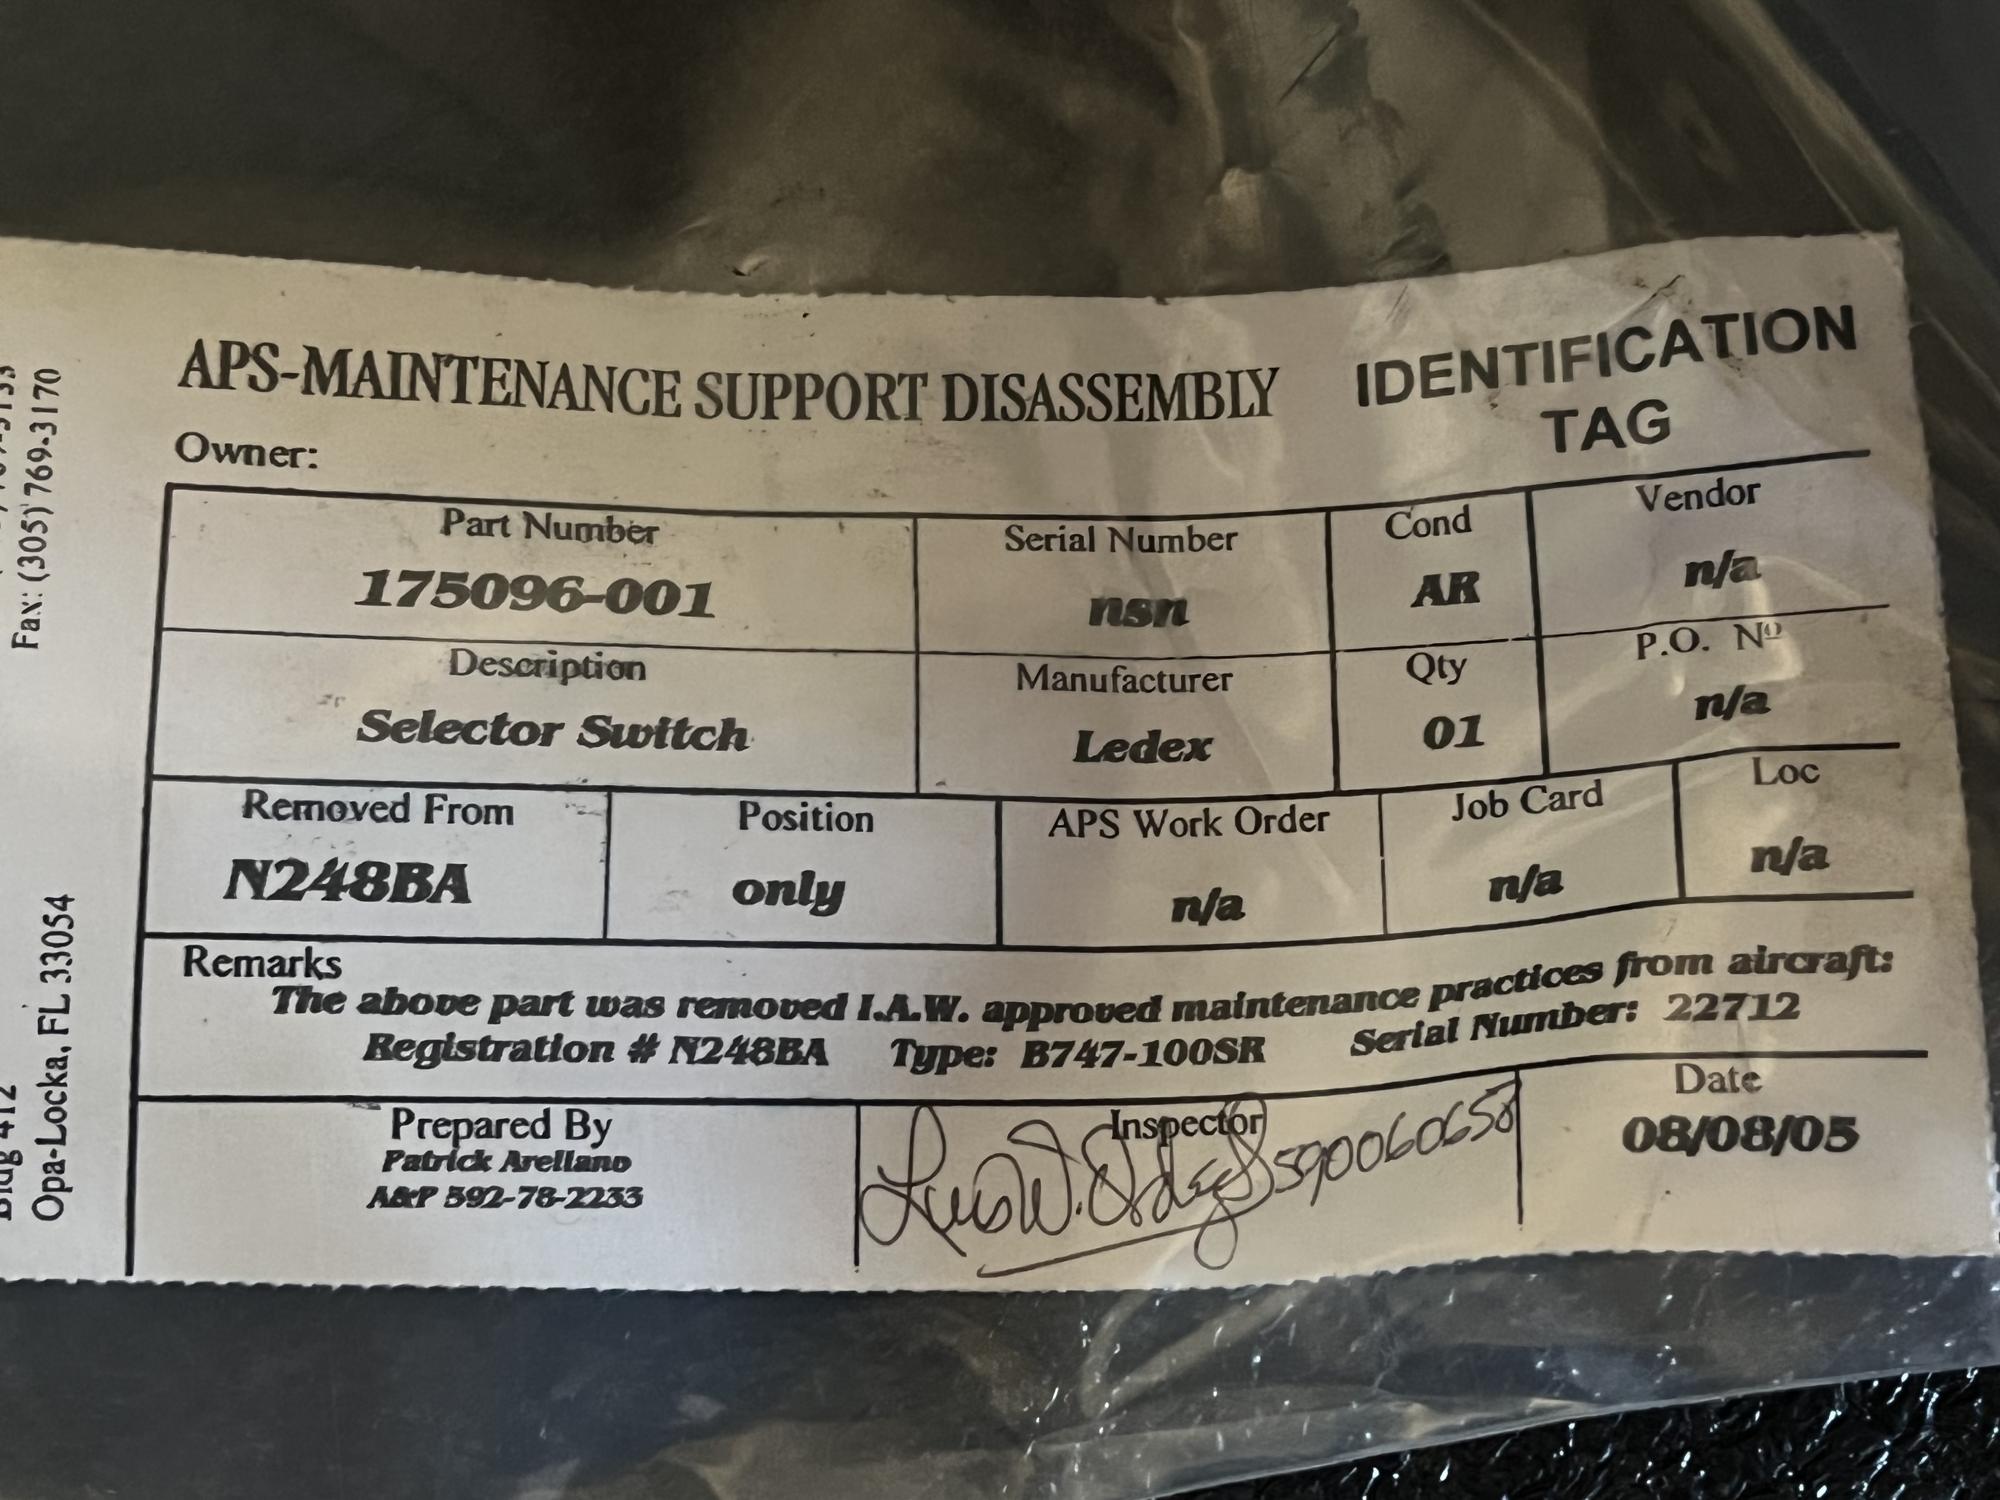 APS-MAINTENANCE SUPPORT DISASSEMBLY
IDENTIFICATION
TAG
Owner:
Part Number
175096-001
Serial Number
nsn
Cond
AR
Vendor
n/a
Description
Selector Switch
Manufacturer
Ledex
Qty
01
P.O. Nº
n/a
Removed From
N248BA
Position
only
APS Work Order
n/a
Job Card
n/a
Loc
n/a
Remarks
The above part was removed I.A.W. approved maintenance practices from aircraft:
Registration # N248BA Type: B747-100SR Serial Number: 22712
Prepared By
Patrick Arellano
A&P 592-78-2233
Inspector
590060658
Date
08/08/05
Fax: (305) 769-3170
Bldg 412
Opa-Locka, FL 33054